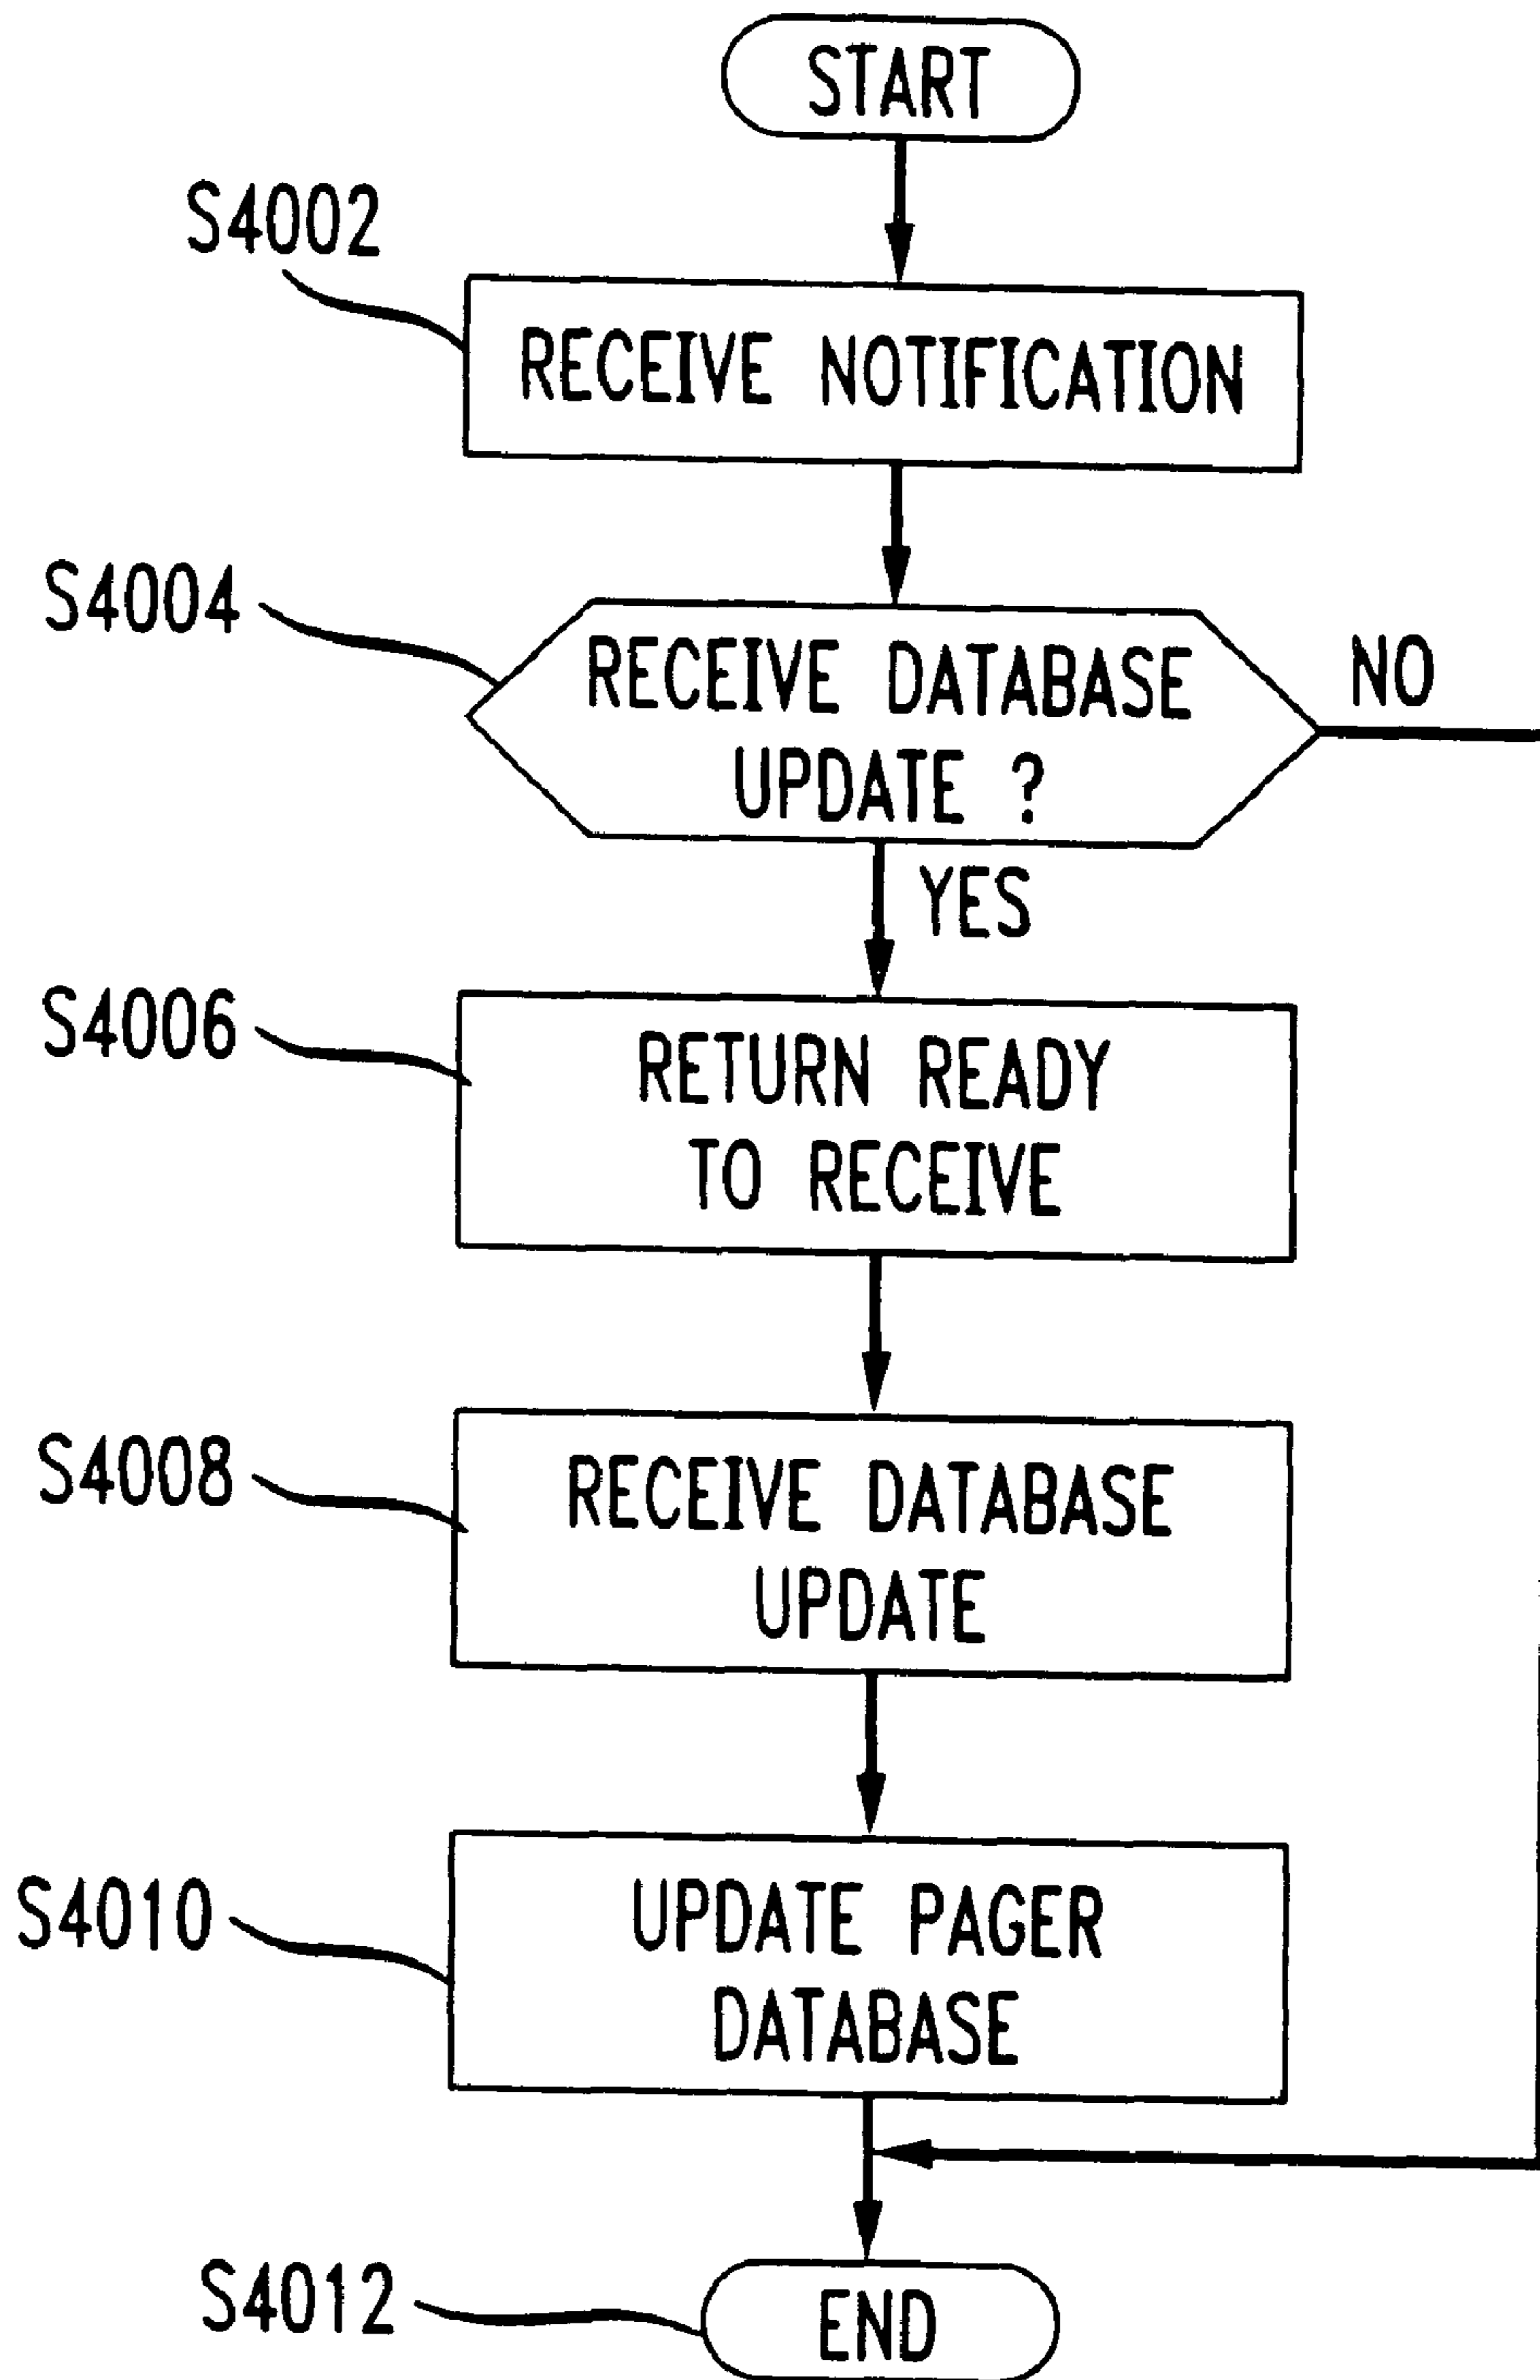 START
S4002
RECEIVE NOTIFICATION
S4004
RECEIVE DATABASE
UPDATE ?
NO
YES
S4006
RETURN READY
TO RECEIVE
S4008
RECEIVE DATABASE
UPDATE
S4010
UPDATE PAGER
DATABASE
S4012
END